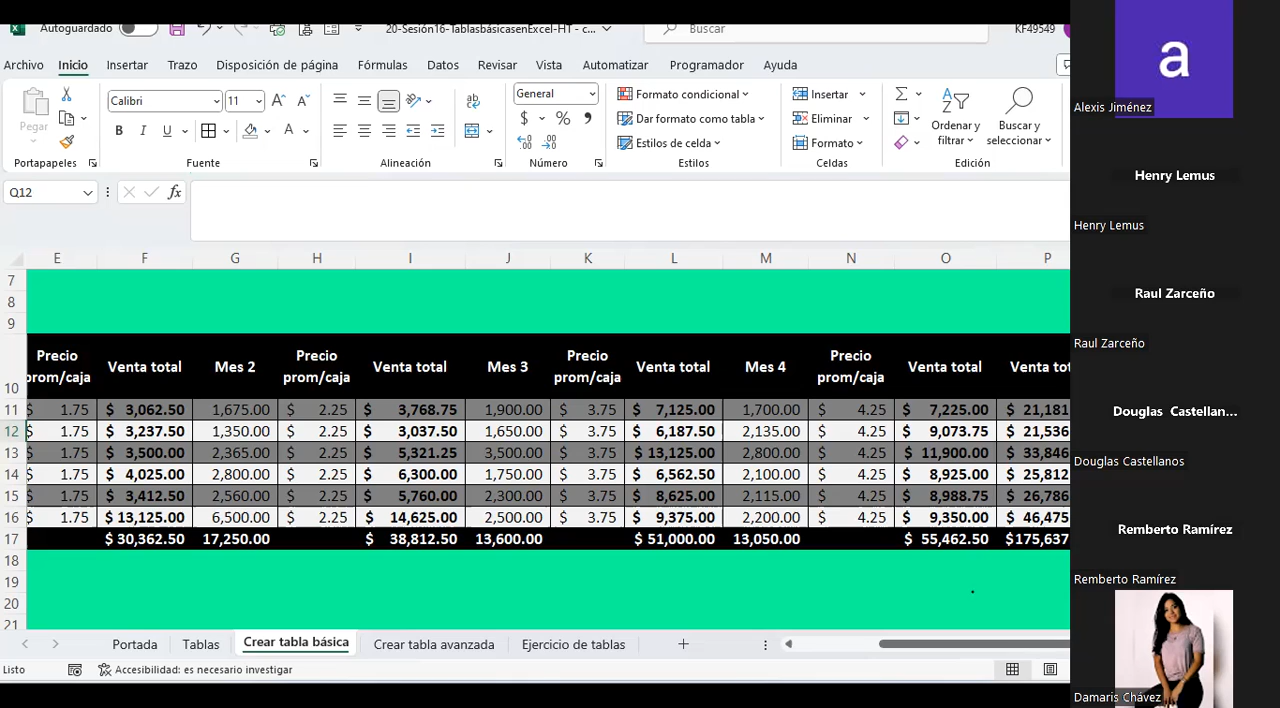 Autoguardado 20-Sesión16-TablasbásicasenExcel-HT - c... Buscar KF49549
Archivo Inicio Insertar Trazo Disposición de página Fórmulas Datos Revisar Vista Automatizar Programador Ayuda
Pegar Calibri 11 General Formato condicional Insertar
Dar formato como tabla Eliminar Ordenar y filtrar Buscar y seleccionar
Estilos de celda Formato
Portapapeles Fuente Alineación Número Estilos Celdas Edición
Q12 fx
E F G H I J K L M N O P
7
8
9
10 Precio prom/caja Venta total Mes 2 Precio prom/caja Venta total Mes 3 Precio prom/caja Venta total Mes 4 Precio prom/caja Venta total Venta tot
11 $ 1.75 $ 3,062.50 1,675.00 $ 2.25 $ 3,768.75 1,900.00 $ 3.75 $ 7,125.00 1,700.00 $ 4.25 $ 7,225.00 $ 21,181
12 $ 1.75 $ 3,237.50 1,350.00 $ 2.25 $ 3,037.50 1,650.00 $ 3.75 $ 6,187.50 2,135.00 $ 4.25 $ 9,073.75 $ 21,536
13 $ 1.75 $ 3,500.00 2,365.00 $ 2.25 $ 5,321.25 3,500.00 $ 3.75 $ 13,125.00 2,800.00 $ 4.25 $ 11,900.00 $ 33,846
14 $ 1.75 $ 4,025.00 2,800.00 $ 2.25 $ 6,300.00 1,750.00 $ 3.75 $ 6,562.50 2,100.00 $ 4.25 $ 8,925.00 $ 25,812
15 $ 1.75 $ 3,412.50 2,560.00 $ 2.25 $ 5,760.00 2,300.00 $ 3.75 $ 8,625.00 2,115.00 $ 4.25 $ 8,988.75 $ 26,786
16 $ 1.75 $ 13,125.00 6,500.00 $ 2.25 $ 14,625.00 2,500.00 $ 3.75 $ 9,375.00 2,200.00 $ 4.25 $ 9,350.00 $ 46,475
17 $ 30,362.50 17,250.00 $ 38,812.50 13,600.00 $ 51,000.00 13,050.00 $ 55,462.50 $175,637
18
19
20
21
Portada Tablas Crear tabla básica Crear tabla avanzada Ejercicio de tablas
Listo Accesibilidad: es necesario investigar
a
Alexis Jiménez
Henry Lemus
Henry Lemus
Raul Zarceño
Raul Zarceño
Douglas Castellan...
Douglas Castellanos
Remberto Ramírez
Remberto Ramírez
Damaris Chávez